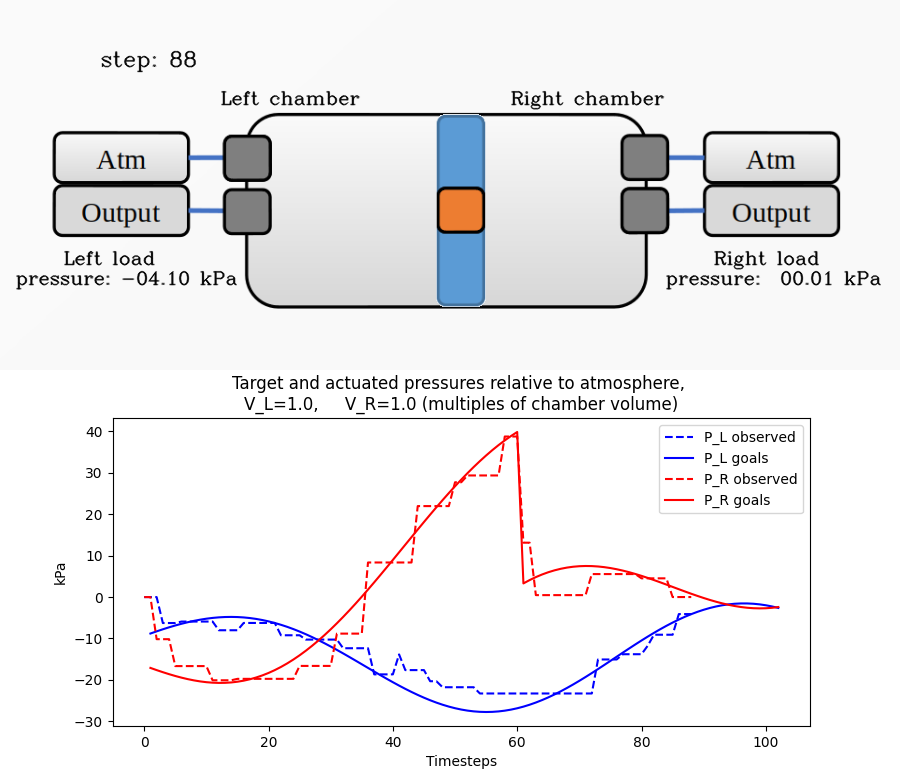 step: 88
Left chamber
Right chamber
Atm
Atm
Output
Output
Left load
pressure: -04.10 kPa
Right load
pressure: 00.01 kPa
Target and actuated pressures relative to atmosphere,
V_L=1.0, V_R=1.0 (multiples of chamber volume)
40
30
20
10
0
−10
−20
−30
kPa
P_L observed
P_L goals
P_R observed
P_R goals
0 20 40 60 80 100
Timesteps